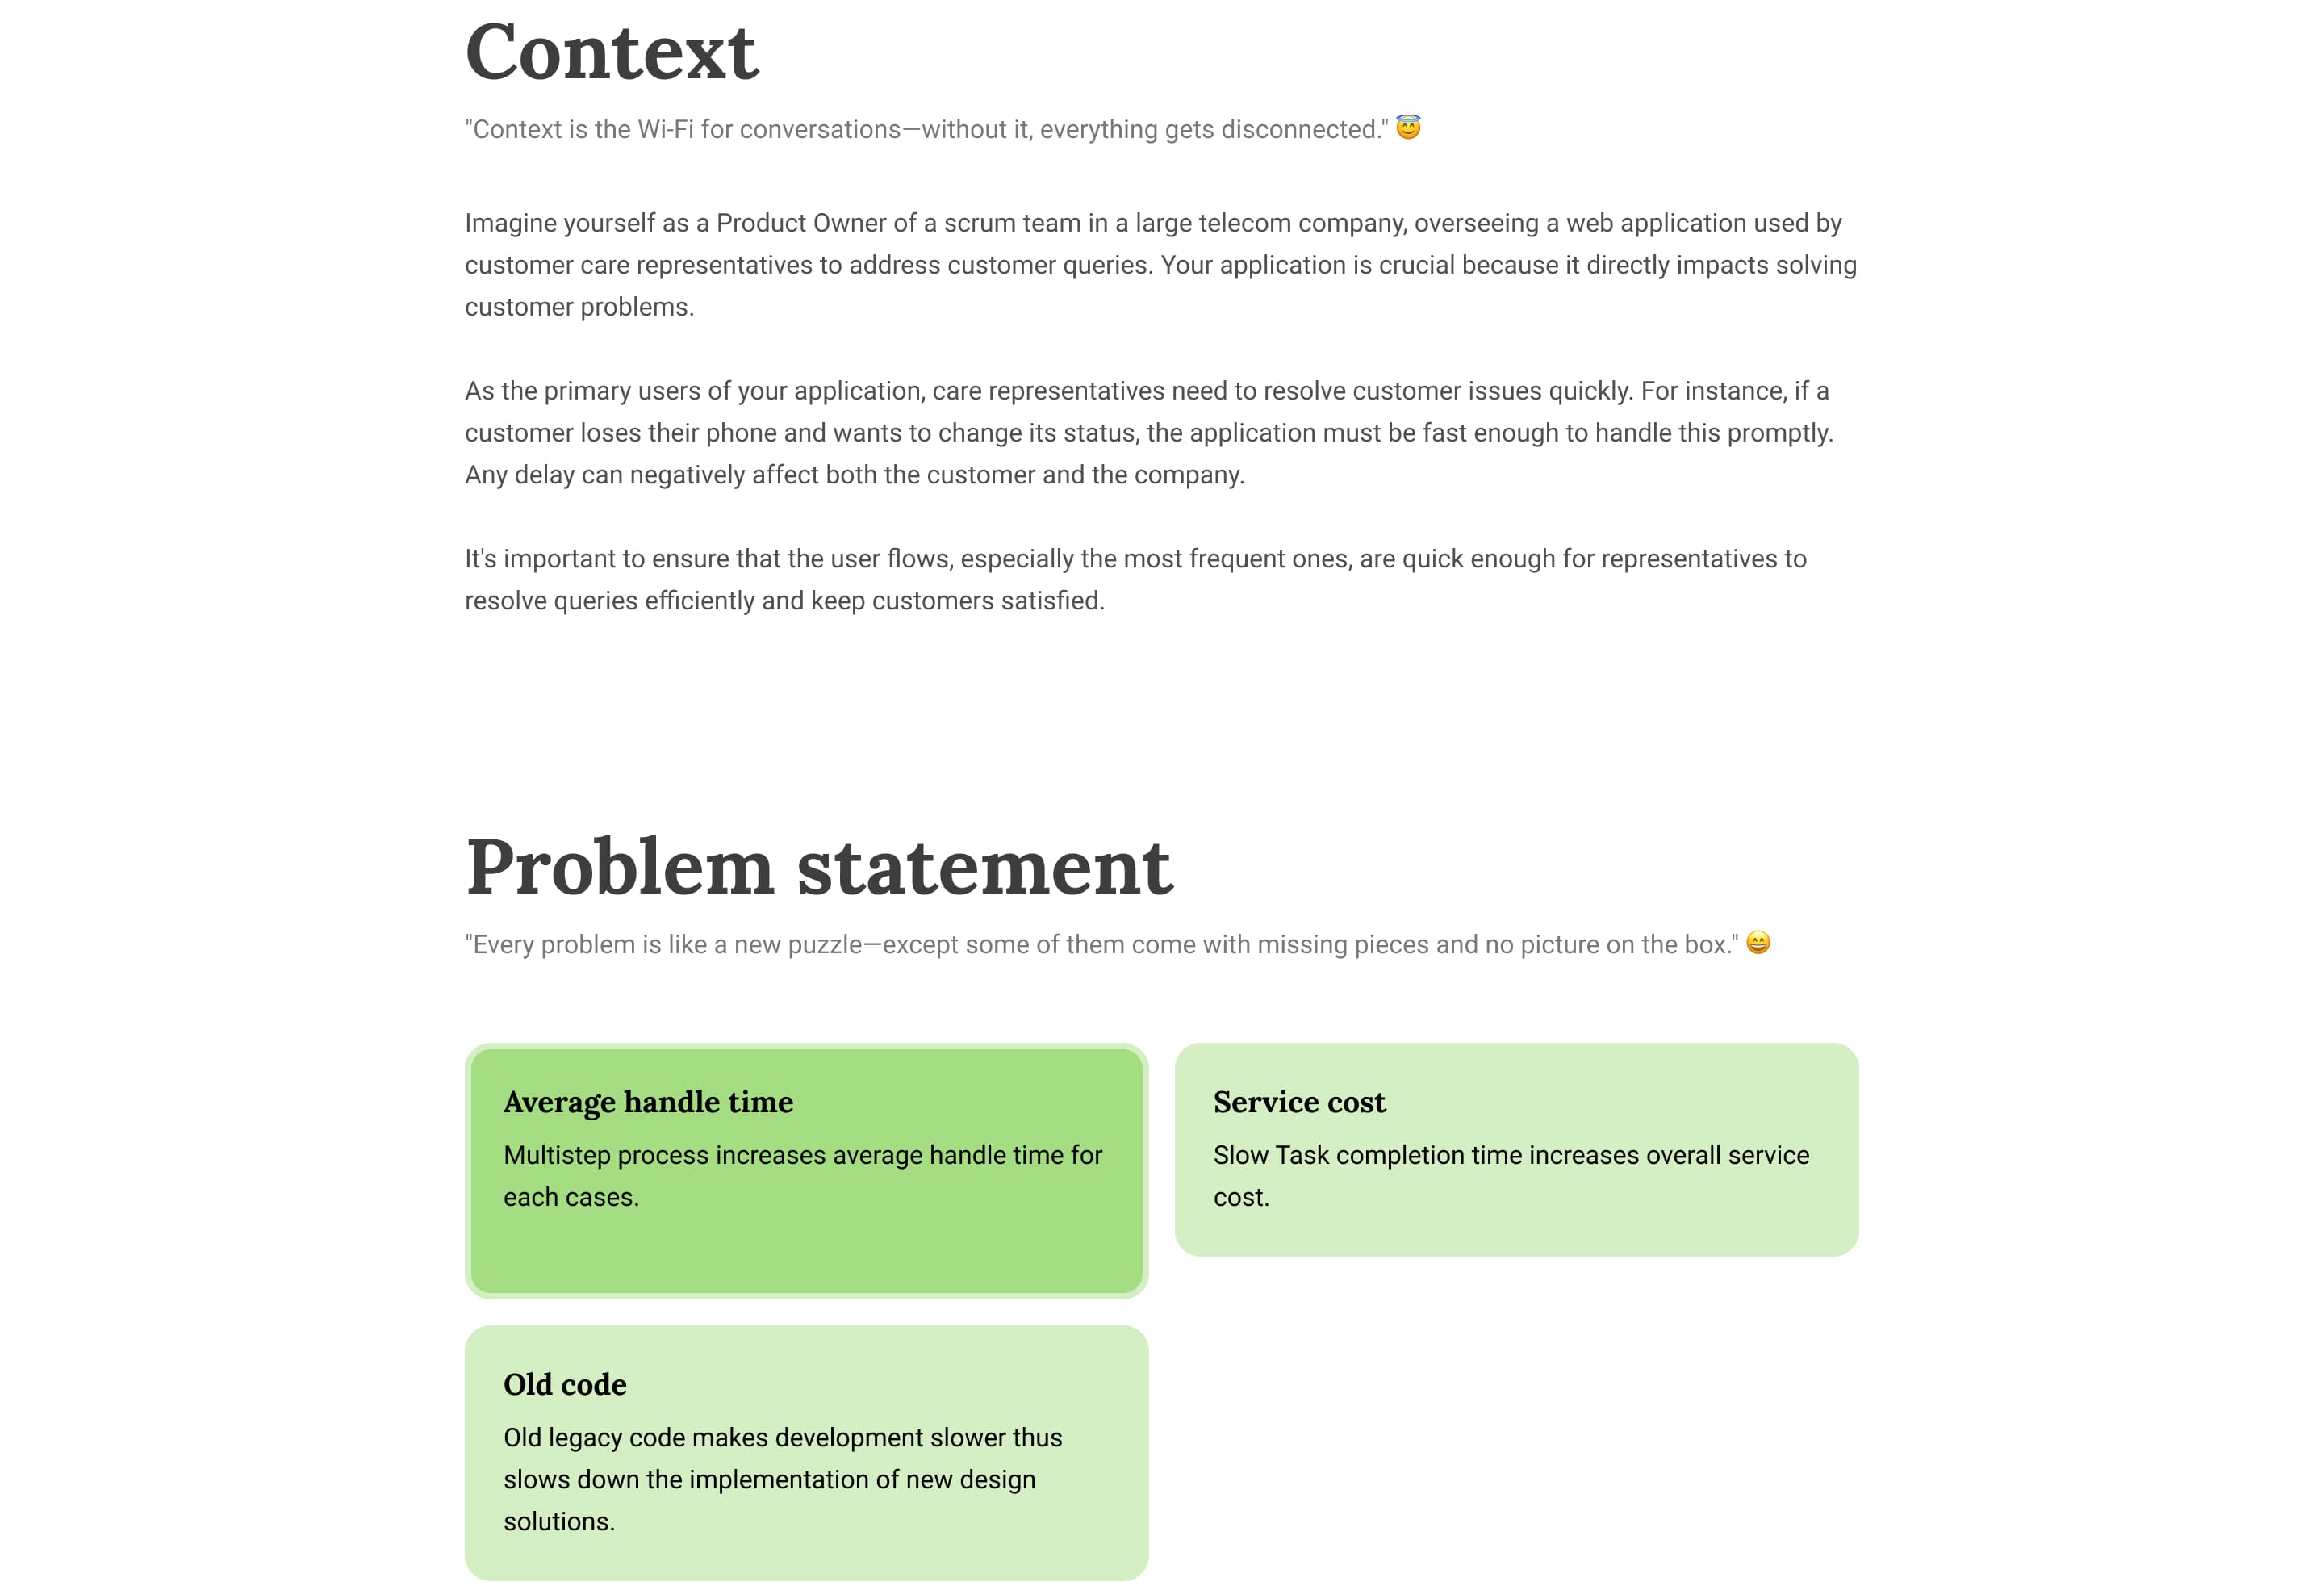 Context
"Context is the Wi-Fi for conversations—without it, everything gets disconnected." 😇
Imagine yourself as a Product Owner of a scrum team in a large telecom company, overseeing a web application used by
customer care representatives to address customer queries. Your application is crucial because it directly impacts solving
customer problems.
As the primary users of your application, care representatives need to resolve customer issues quickly. For instance, if a
customer loses their phone and wants to change its status, the application must be fast enough to handle this promptly.
Any delay can negatively affect both the customer and the company.
It's important to ensure that the user flows, especially the most frequent ones, are quick enough for representatives to
resolve queries efficiently and keep customers satisfied.
Problem statement
"Every problem is like a new puzzle—except some of them come with missing pieces and no picture on the box." 😄
Average handle time
Multistep process increases average handle time for
each cases.
Service cost
Slow Task completion time increases overall service
cost.
Old code
Old legacy code makes development slower thus
slows down the implementation of new design
solutions.